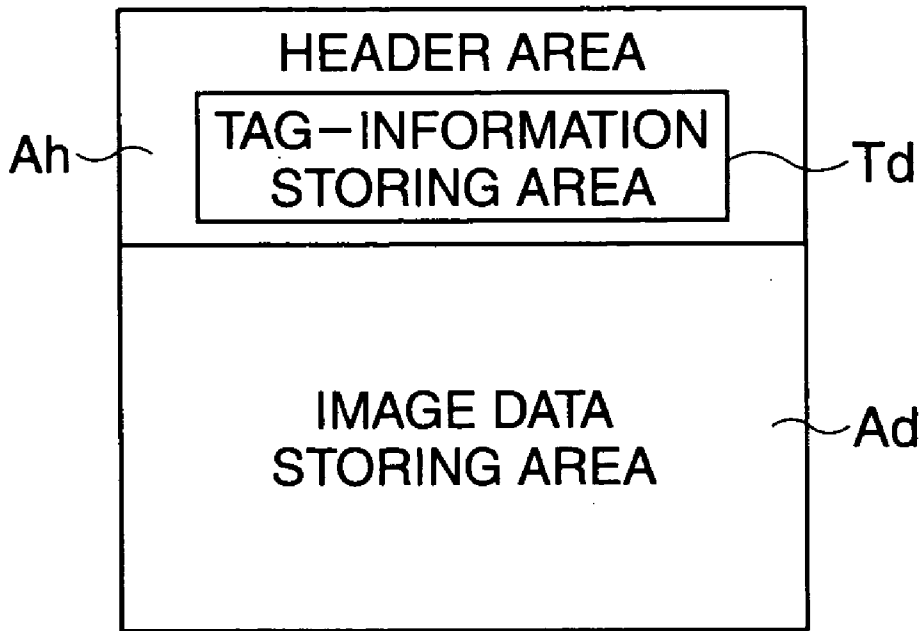 HEADER AREA
TAG-INFORMATION
STORING AREA
Ah
Td
IMAGE DATA
STORING AREA
Ad